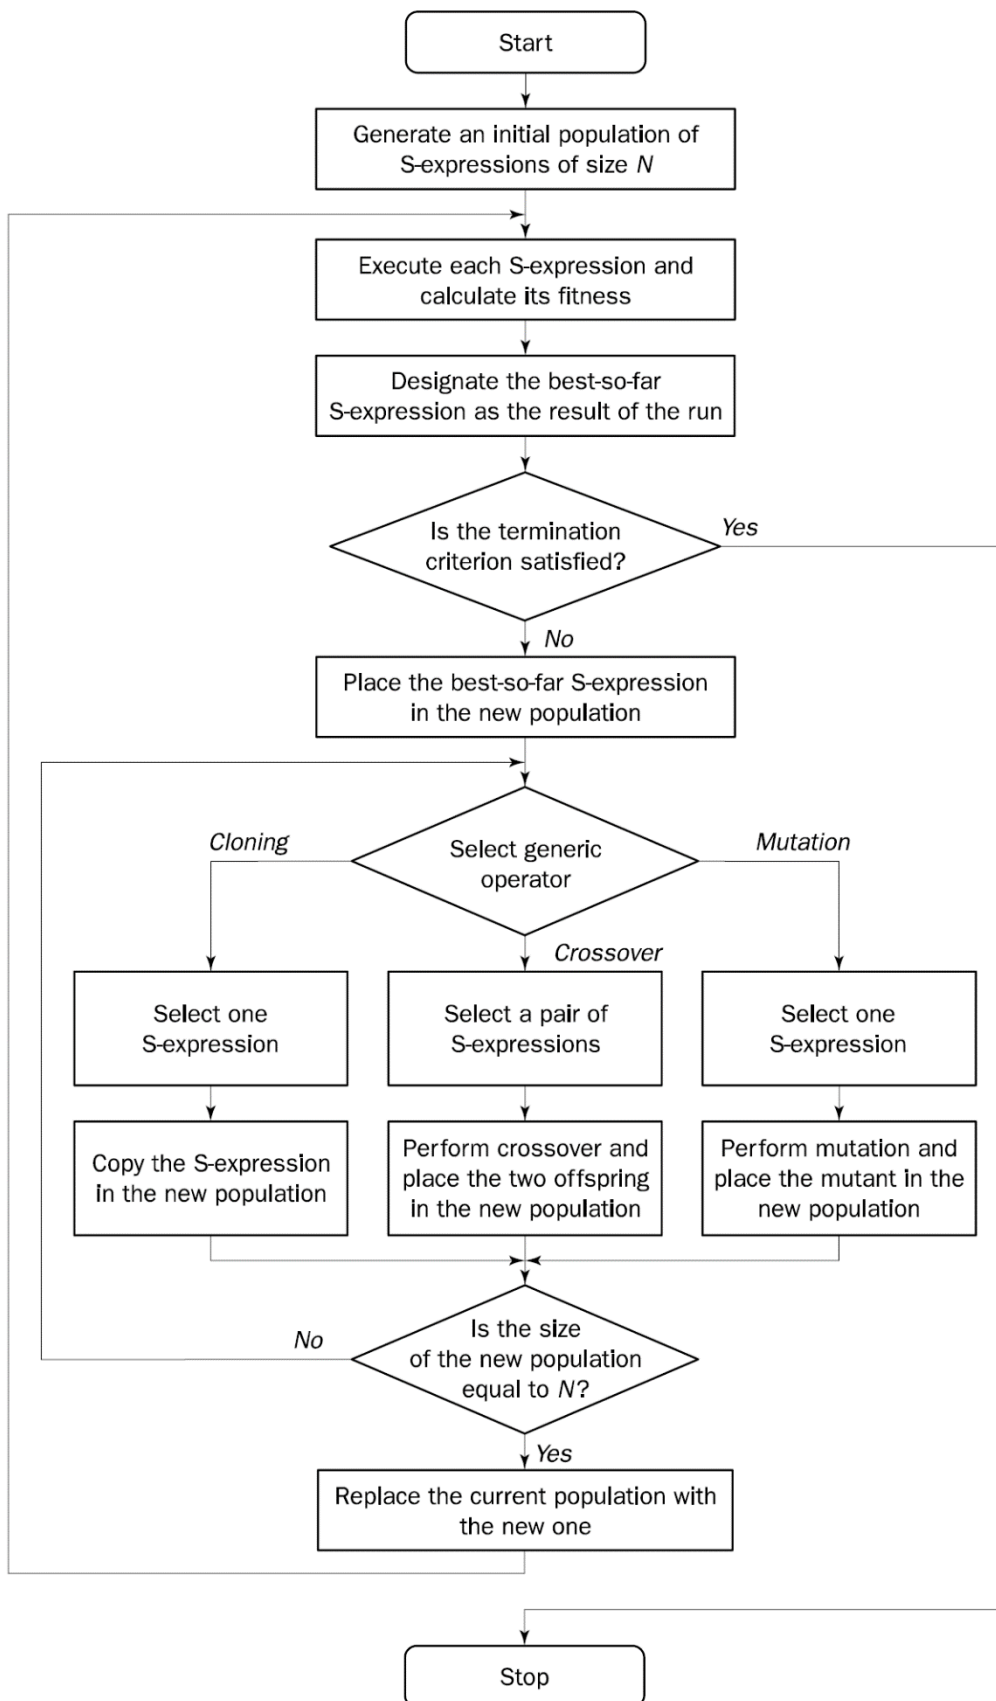 Start
Generate an initial population of
S-expressions of size N
Execute each S-expression and
calculate its fitness
Designate the best-so-far
S-expression as the result of the run
Is the termination
criterion satisfied?
Yes
No
Place the best-so-far S-expression
in the new population
Cloning
Select generic
operator
Mutation
Crossover
Select one
S-expression
Select a pair of
S-expressions
Select one
S-expression
Copy the S-expression
in the new population
Perform crossover and
place the two offspring
in the new population
Perform mutation and
place the mutant in the
new population
No
Is the size
of the new population
equal to N?
Yes
Replace the current population with
the new one
Stop